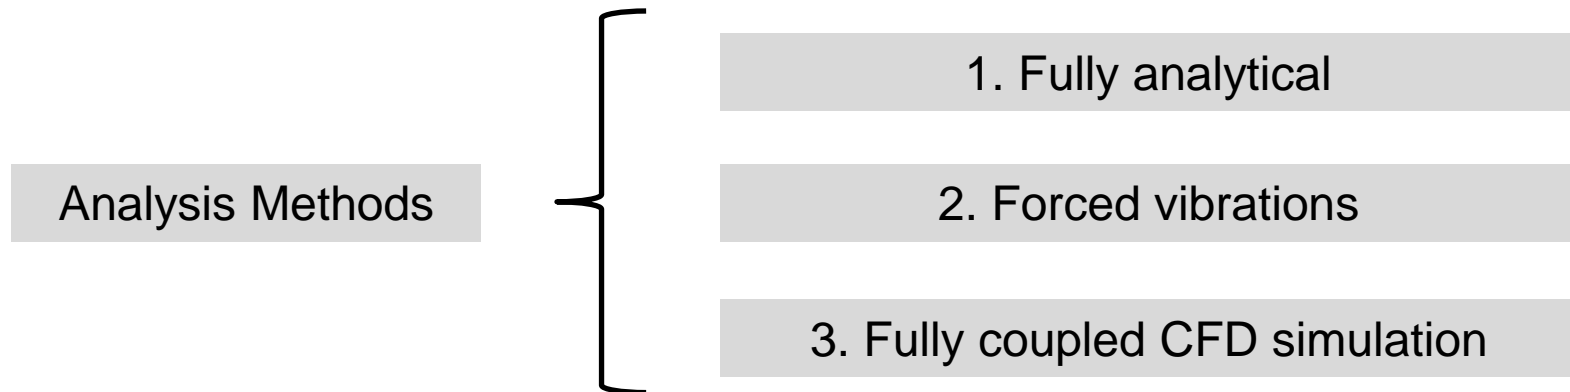 1. Fully analytical
Analysis Methods
2. Forced vibrations
3. Fully coupled CFD simulation